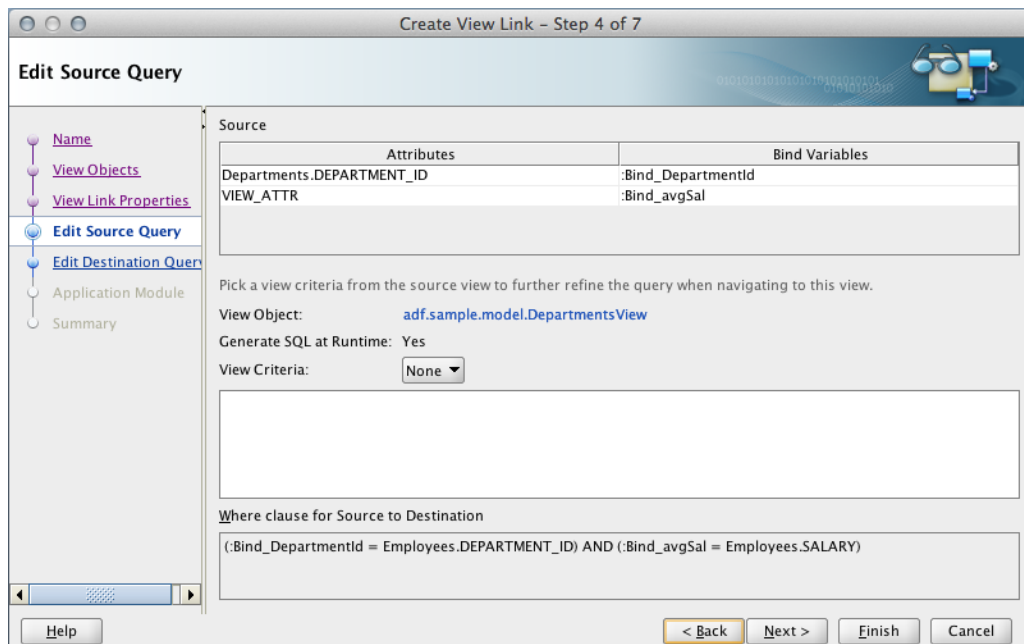 Create View Link - Step 4 of 7
Edit Source Query
010101010101010101010101
0101010101010
Name
View Objects
View Link Properties
Edit Source Query
Edit Destination Query
Application Module
Summary
Source
Attributes Bind Variables
Departments.DEPARTMENT_ID :Bind_DepartmentId
VIEW_ATTR :Bind_avgSal
Pick a view criteria from the source view to further refine the query when navigating to this view.
View Object: adf.sample.model.DepartmentsView
Generate SQL at Runtime: Yes
View Criteria: None
Where clause for Source to Destination
(:Bind_DepartmentId = Employees.DEPARTMENT_ID) AND (:Bind_avgSal = Employees.SALARY)
Help < Back Next > Finish Cancel